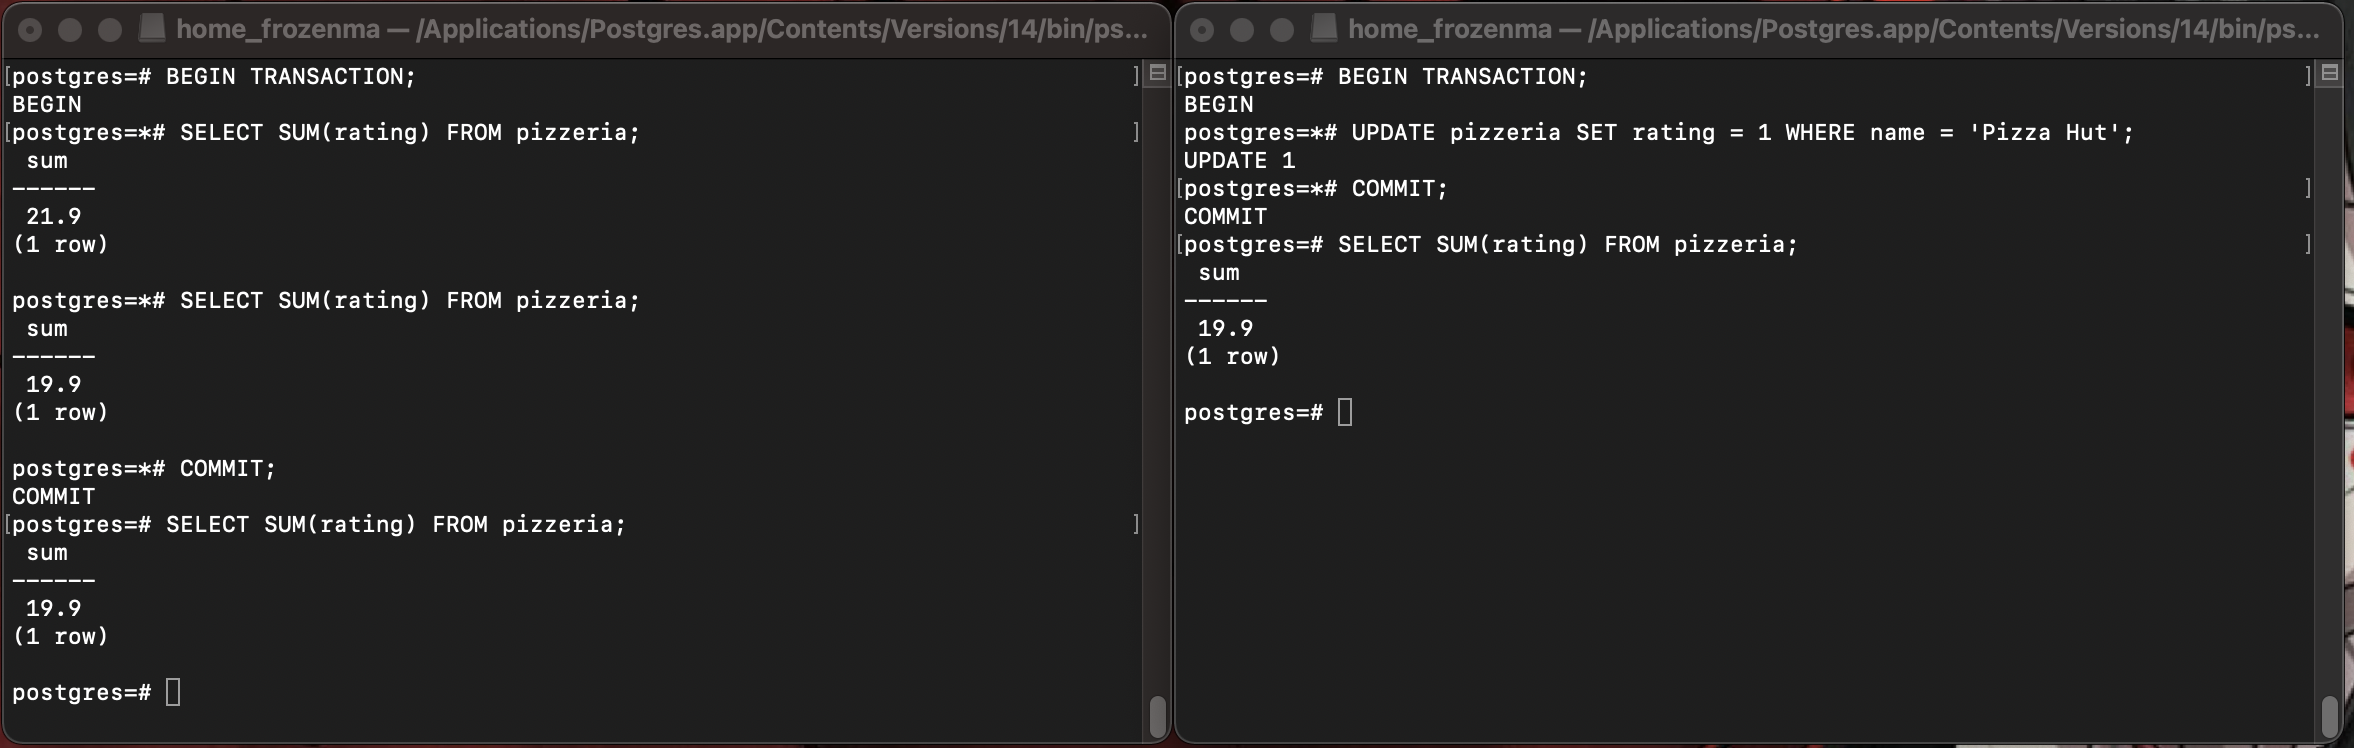 home_frozenma — /Applications/Postgres.app/Contents/Versions/14/bin/ps...
[postgres=# BEGIN TRANSACTION; ]
BEGIN
[postgres=*# SELECT SUM(rating) FROM pizzeria; ]
sum
------
21.9
(1 row)
postgres=*# SELECT SUM(rating) FROM pizzeria;
sum
------
19.9
(1 row)
postgres=*# COMMIT;
COMMIT
[postgres=# SELECT SUM(rating) FROM pizzeria; ]
sum
------
19.9
(1 row)
postgres=#
home_frozenma — /Applications/Postgres.app/Contents/Versions/14/bin/ps...
[postgres=# BEGIN TRANSACTION; ]
BEGIN
postgres=*# UPDATE pizzeria SET rating = 1 WHERE name = 'Pizza Hut';
UPDATE 1
[postgres=*# COMMIT; ]
COMMIT
[postgres=# SELECT SUM(rating) FROM pizzeria; ]
sum
------
19.9
(1 row)
postgres=#